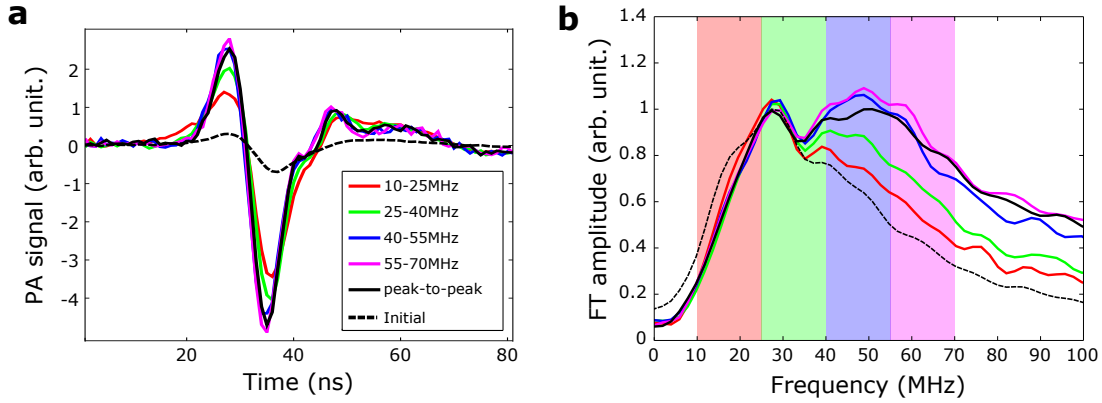 a
PA signal (arb. unit.)
2
1
0
-1
-2
-3
-4
20
40
60
80
Time (ns)
10-25MHz
25-40MHz
40-55MHz
55-70MHz
peak-to-peak
Initial
b
FT amplitude (arb. unit.)
1.4
1.2
1
0.8
0.6
0.4
0.2
0
0
10
20
30
40
50
60
70
80
90
100
Frequency (MHz)